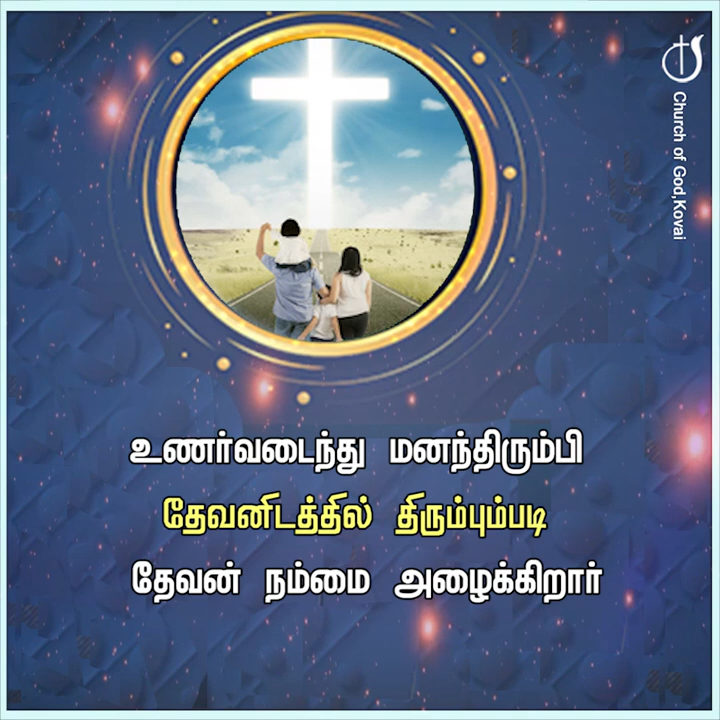 Church of God,Kovai
உணர்வடைந்து மனந்திரும்பி
தேவனிடத்தில் திரும்பும்படி
தேவன் நம்மை அழைக்கிறார்